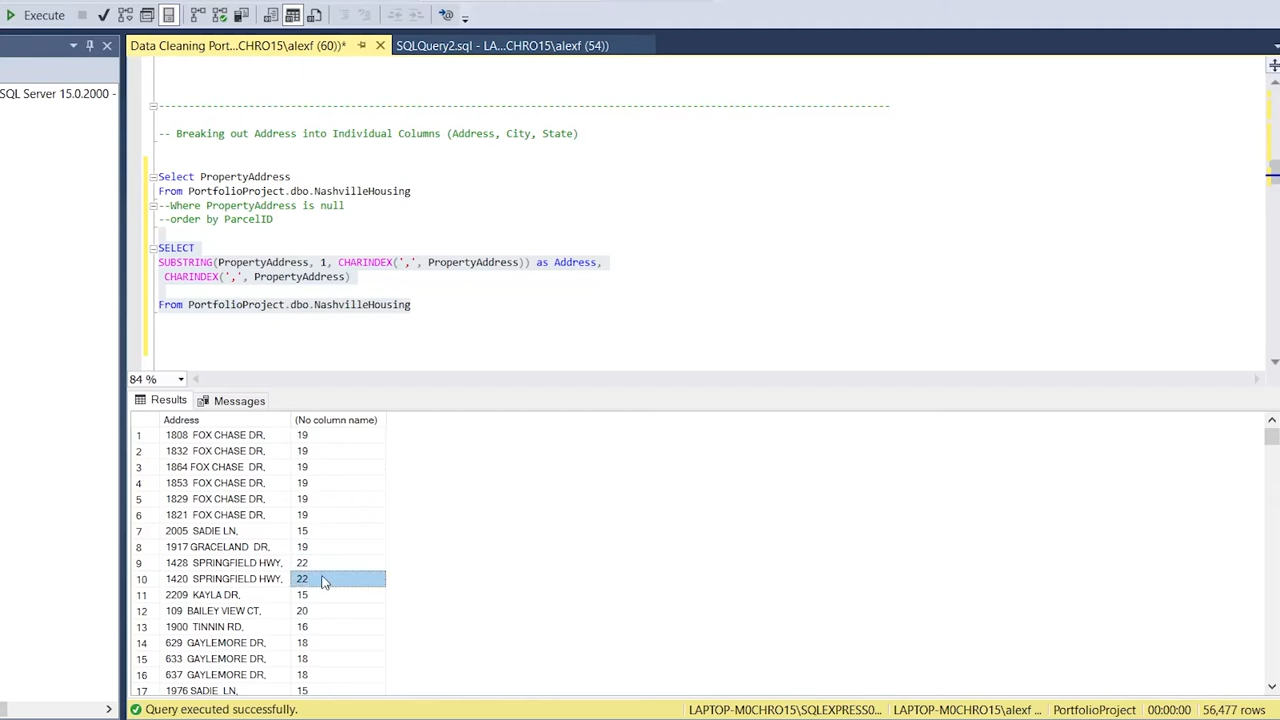 Execute
Data Cleaning Port...CHRO15\alexf (60))*
SQLQuery2.sql - LA...CHRO15\alexf (54))
SQL Server 15.0.2000 -
-- Breaking out Address into Individual Columns (Address, City, State)
Select PropertyAddress
From PortfolioProject.dbo.NashvilleHousing
--Where PropertyAddress is null
--order by ParcelID
SELECT
SUBSTRING(PropertyAddress, 1, CHARINDEX(',', PropertyAddress)) as Address,
CHARINDEX(',', PropertyAddress)
From PortfolioProject.dbo.NashvilleHousing
84 %
Results Messages
Address (No column name)
1 1808 FOX CHASE DR, 19
2 1832 FOX CHASE DR, 19
3 1864 FOX CHASE DR, 19
4 1853 FOX CHASE DR, 19
5 1829 FOX CHASE DR, 19
6 1821 FOX CHASE DR, 19
7 2005 SADIE LN, 15
8 1917 GRACELAND DR, 19
9 1428 SPRINGFIELD HWY, 22
10 1420 SPRINGFIELD HWY, 22
11 2209 KAYLA DR, 15
12 109 BAILEY VIEW CT, 20
13 1900 TINNIN RD, 16
14 629 GAYLEMORE DR, 18
15 633 GAYLEMORE DR, 18
16 637 GAYLEMORE DR, 18
17 1976 SADIE LN, 15
Query executed successfully.
LAPTOP-M0CHRO15\SQLEXPRESS0... LAPTOP-M0CHRO15\alexf ... PortfolioProject 00:00:00 56,477 rows